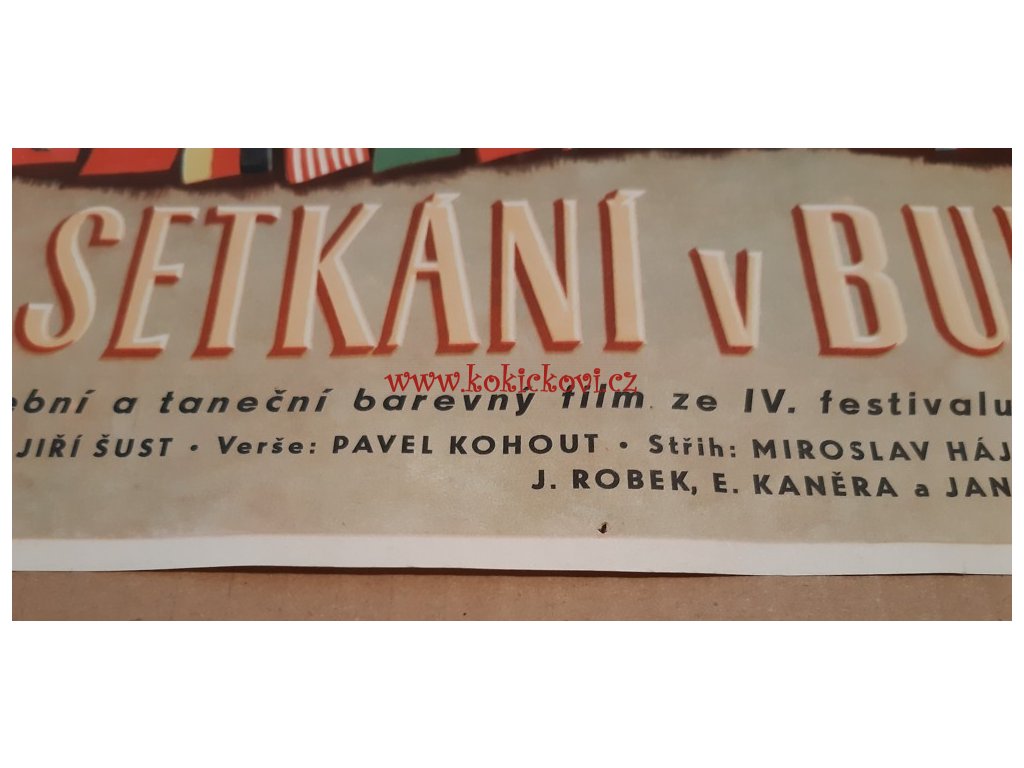 SETKÁNÍ v BU
www.kokickovi.cz
ební a taneční barevný film ze IV. festivalu
JIŘÍ ŠUST • Verše: PAVEL KOHOUT • Střih: MIROSLAV HÁJ
J. ROBEK, E. KANĚRA a JAN